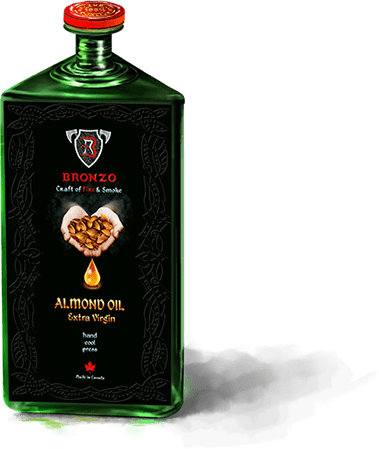 B
BRONZO
Craft of Fire & Smoke
ALMOND OIL
Extra Virgin
hand
cool
press
Made in Canada